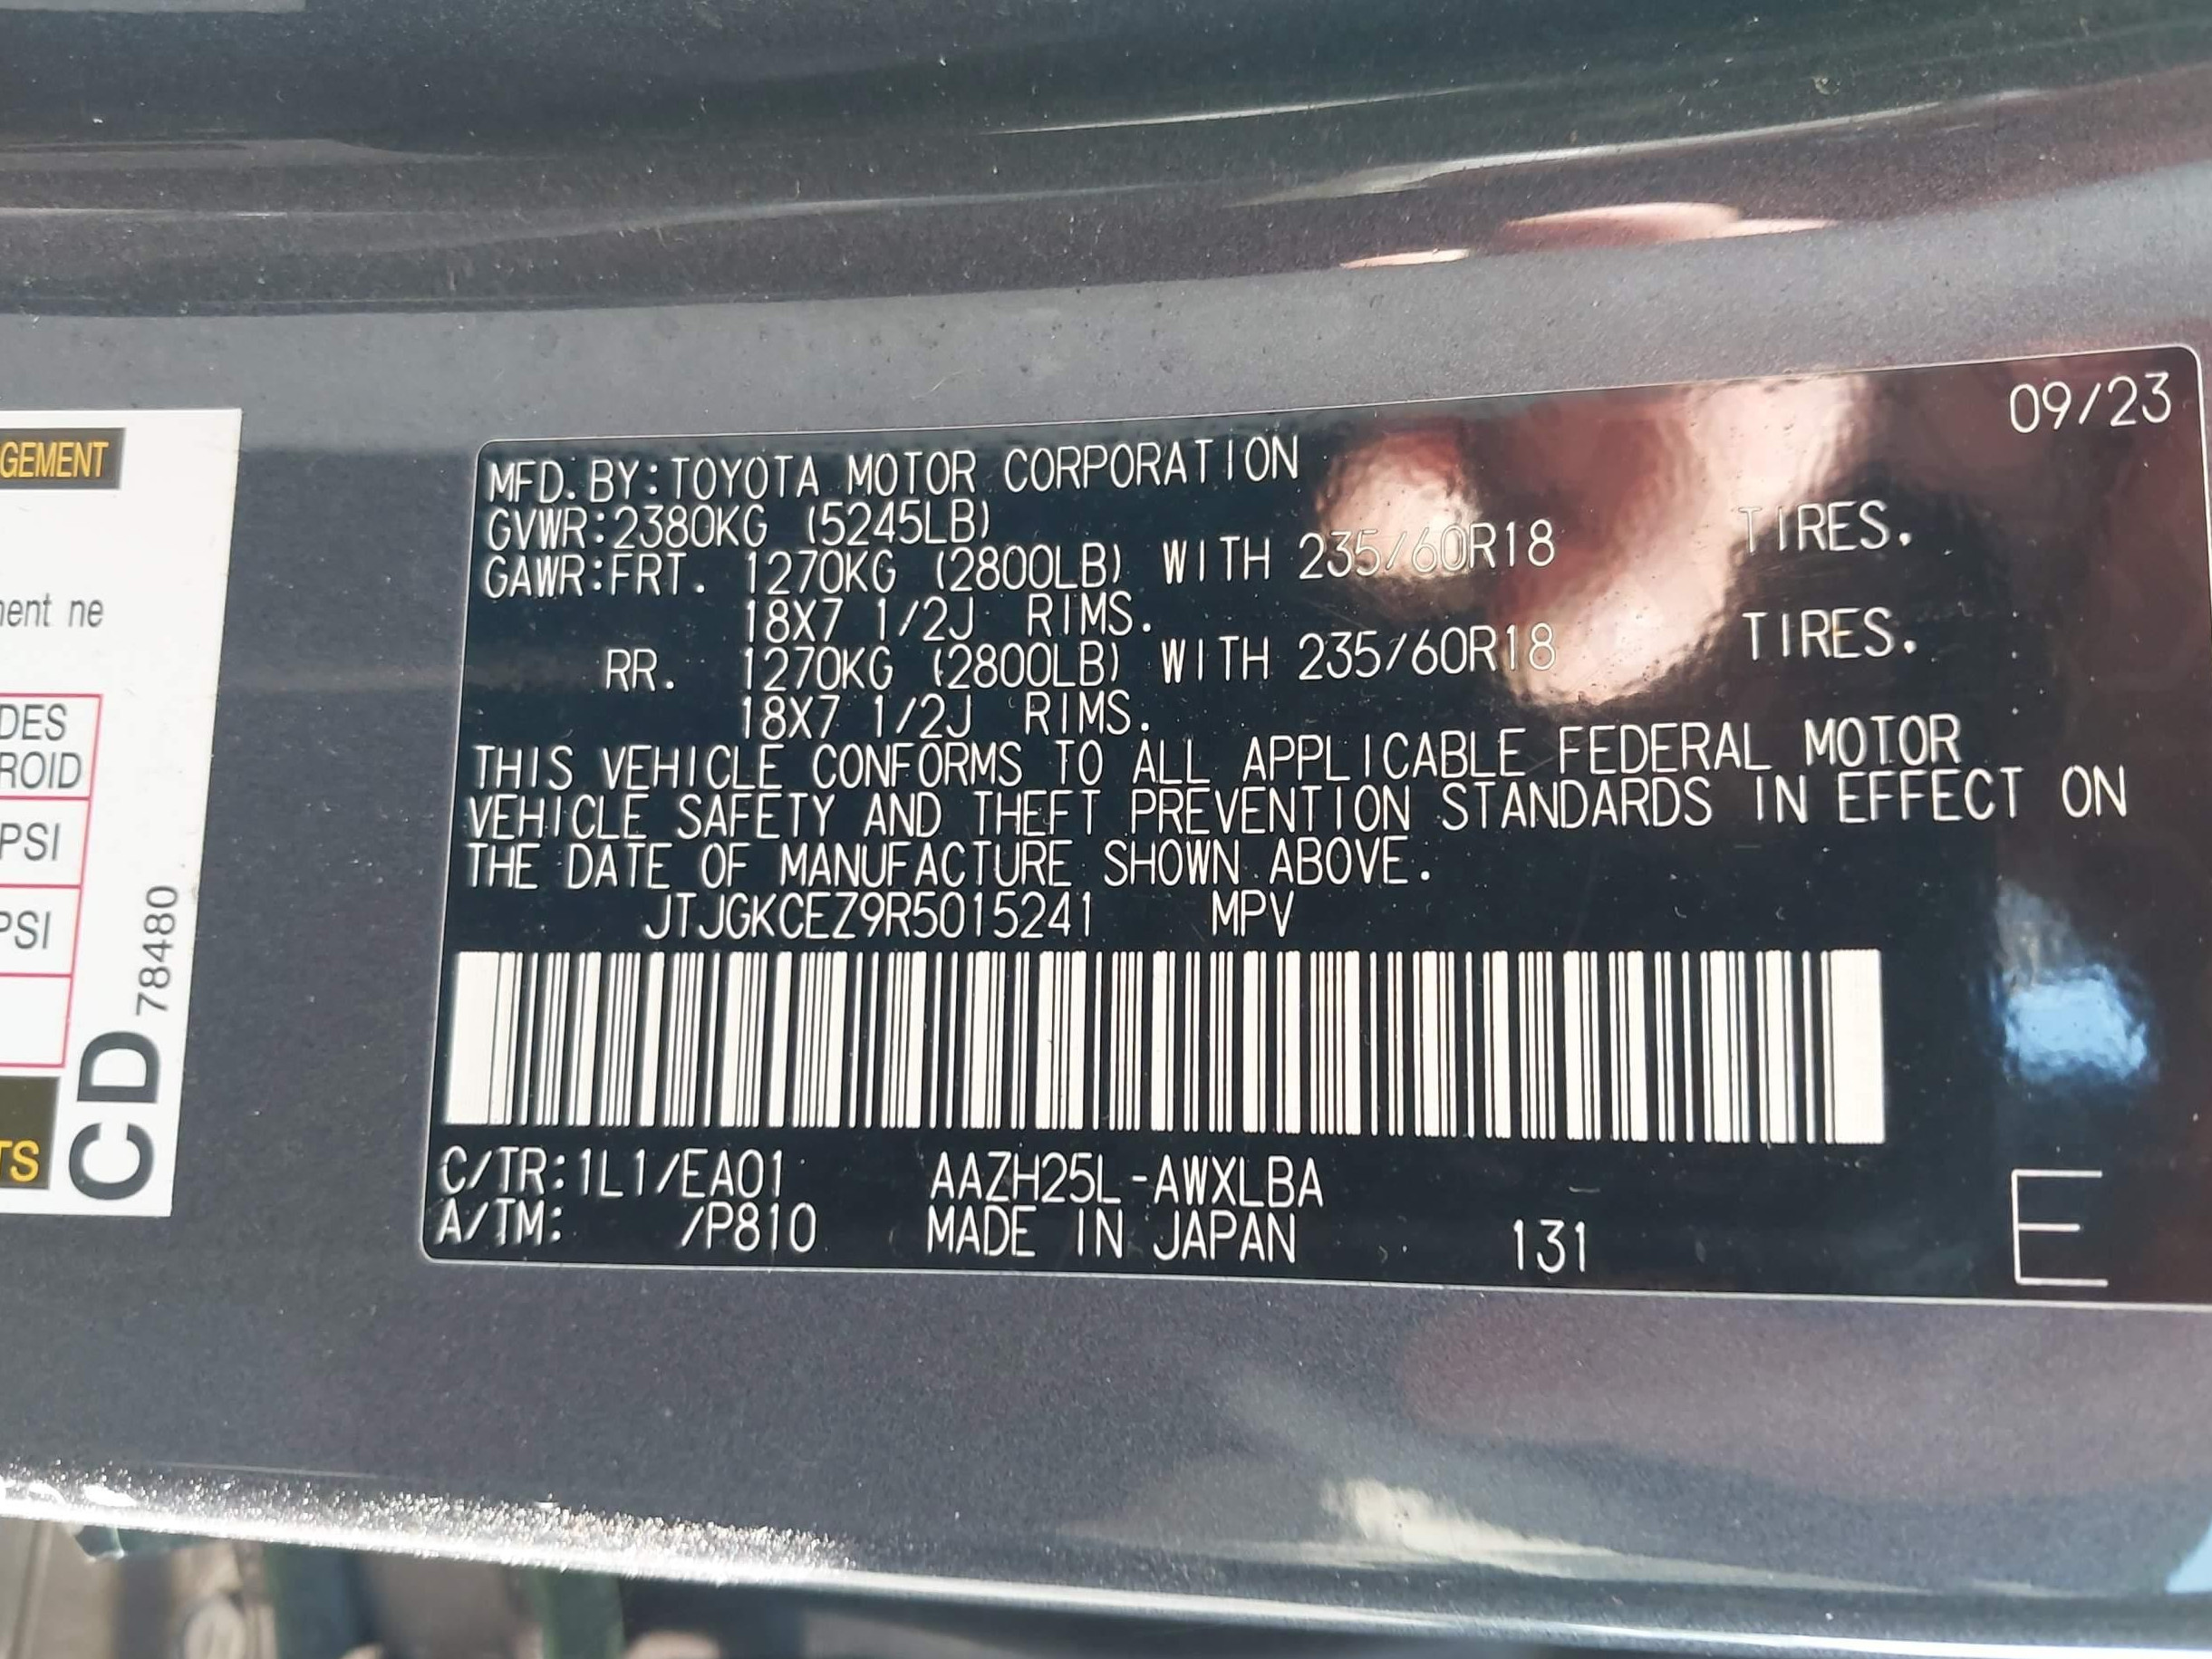 GEMENT
ment ne
DES
ROID
PSI
PSI
TS
CD 78480
09/23
MFD. BY:TOYOTA MOTOR CORPORATION
GVWR:2380KG (5245LB)
GAWR:FRT. 1270KG (2800LB) WITH 235/60R18 TIRES.
18X7 1/2J RIMS.
RR. 1270KG (2800LB) WITH 235/60R18 TIRES.
18X7 1/2J RIMS.
THIS VEHICLE CONFORMS TO ALL APPLICABLE FEDERAL MOTOR
VEHICLE SAFETY AND THEFT PREVENTION STANDARDS IN EFFECT ON
THE DATE OF MANUFACTURE SHOWN ABOVE.
JTJGKCEZ9R5015241 MPV
C/TR:1L1/EA01 AAZH25L-AWXLBA
A/TM: /P810 MADE IN JAPAN 131
E